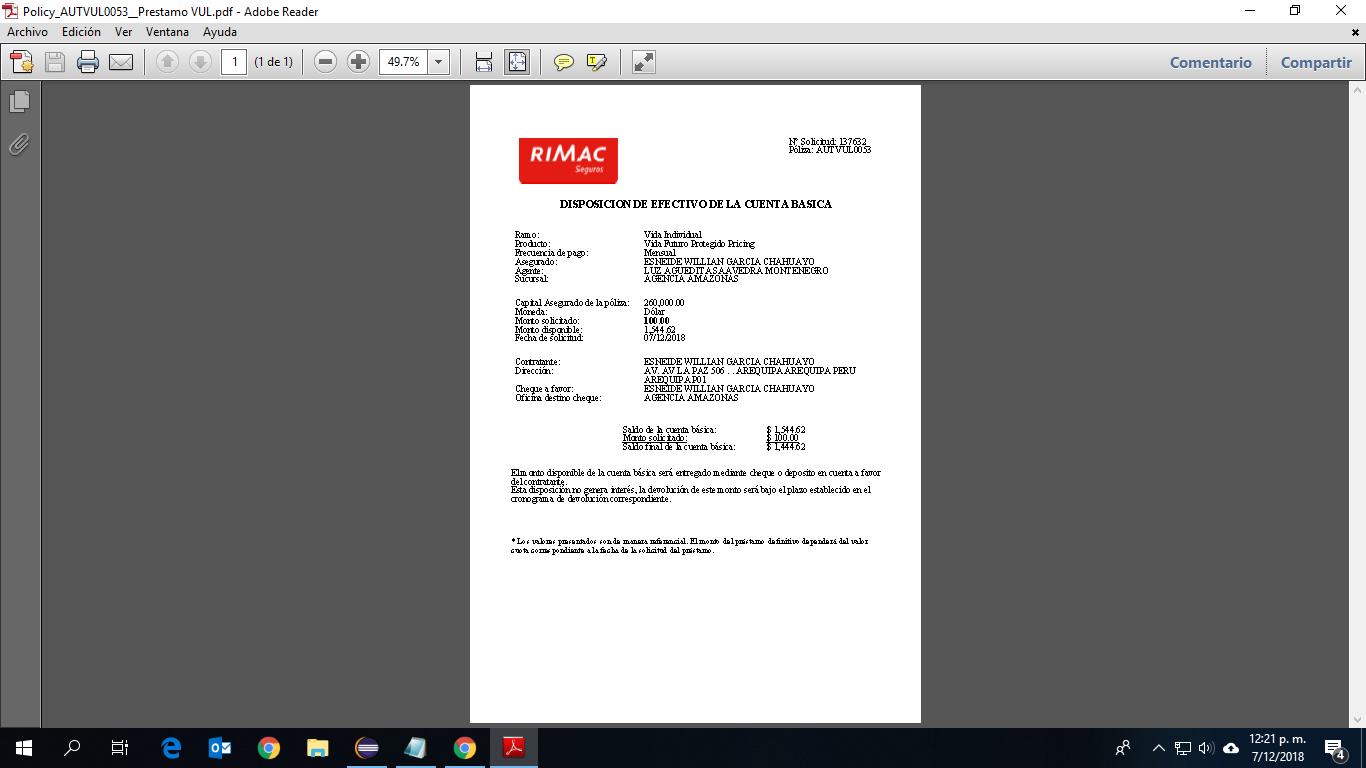 Policy_AUTVUL0053__Prestamo VUL.pdf - Adobe Reader
Archivo Edición Ver Ventana Ayuda
1 (1 de 1) 49.7% Comentario Compartir
N° Solicitud: 137632
Póliza: AUTVUL0053
RIMAC
Seguros
DISPOSICION DE EFECTIVO DE LA CUENTA BASICA
Ramo: Vida Individual
Producto: Vida Futuro Protegido Pricing
Frecuencia de pago: Mensual
Asegurado: ESNEIDE WILLIAN GARCIA CHAHUAYO
Agente: LUZ AGUEDITA SAAVEDRA MONTENEGRO
Sucursal: AGENCIA AMAZONAS
Capital Asegurado de la póliza: 260,000.00
Moneda: Dólar
Monto solicitado: 100.00
Monto disponible: 1,544.62
Fecha de solicitud: 07/12/2018
Contratante: ESNEIDE WILLIAN GARCIA CHAHUAYO
Dirección: AV. AV LA PAZ 506 . . AREQUIPA AREQUIPA PERU
AREQUIPA P01
Cheque a favor: ESNEIDE WILLIAN GARCIA CHAHUAYO
Oficina destino cheque: AGENCIA AMAZONAS
Saldo de la cuenta básica: $ 1,544.62
Monto solicitado: $ 100.00
Saldo final de la cuenta básica: $ 1,444.62
El monto disponible de la cuenta básica será entregado mediante cheque o deposito en cuenta a favor
del contratante.
Esta disposición no genera interés, la devolución de este monto será bajo el plazo establecido en el
cronograma de devolución correspondiente.
* Los valores presentados son de manera referencial. El monto del préstamo definitivo dependerá del valor
cuota correspondiente a la fecha de la solicitud del préstamo.
12:21 p. m.
7/12/2018
4